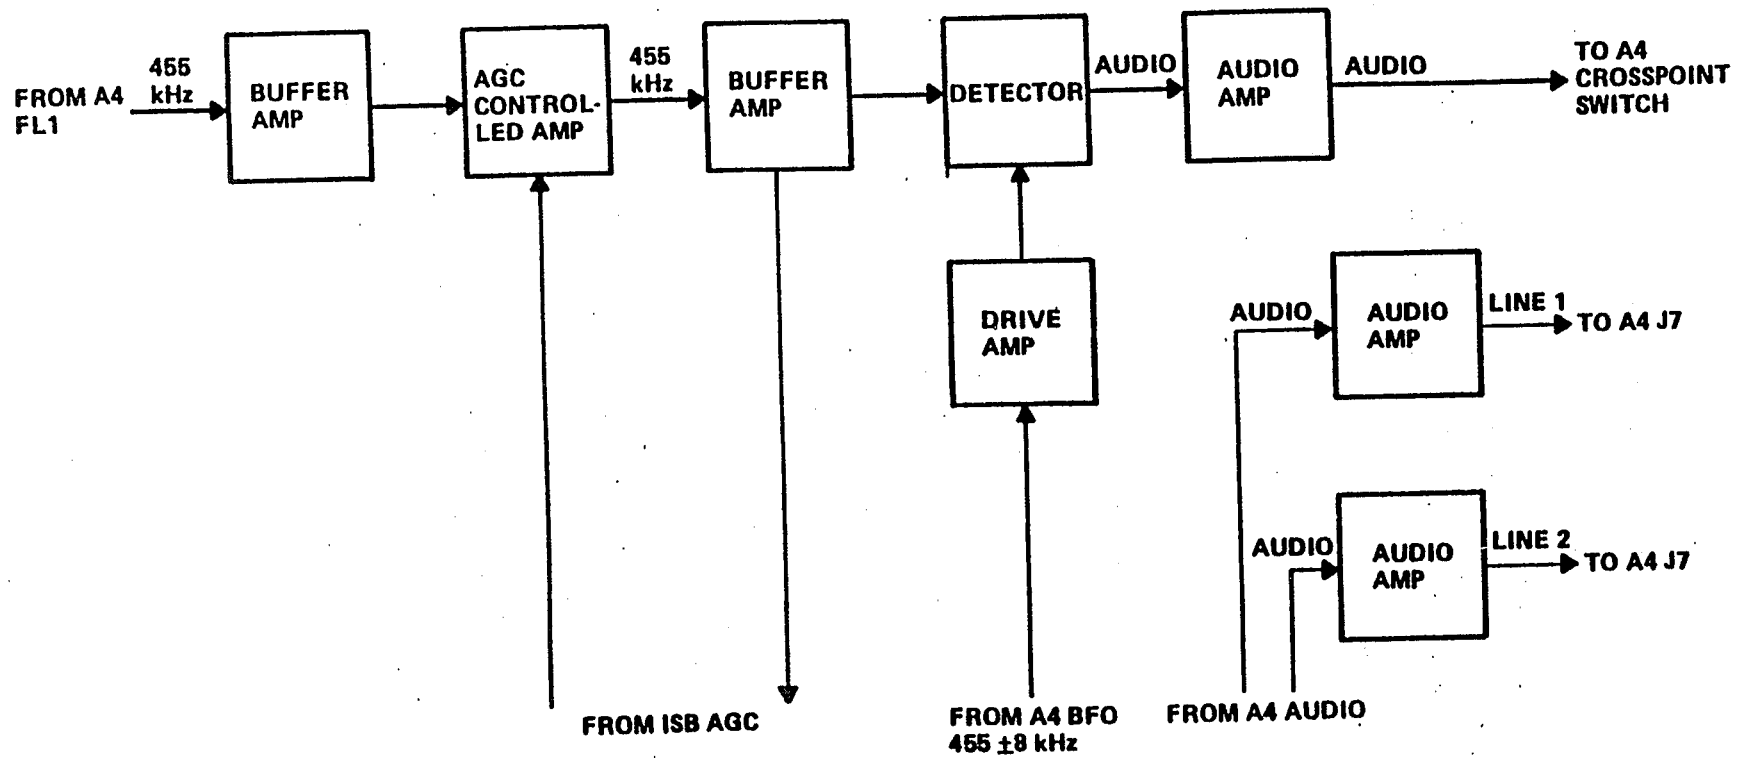 FROM A4
FL1
455
kHz
BUFFER
AMP
AGC
CONTROL-
LED AMP
455
kHz
BUFFER
AMP
DETECTOR
AUDIO
AUDIO
AMP
AUDIO
TO A4
CROSSPOINT
SWITCH
DRIVE
AMP
AUDIO
AUDIO
AMP
LINE 1
TO A4 J7
AUDIO
AUDIO
AMP
LINE 2
TO A4 J7
FROM ISB AGC
FROM A4 BFO
455 ±8 kHz
FROM A4 AUDIO